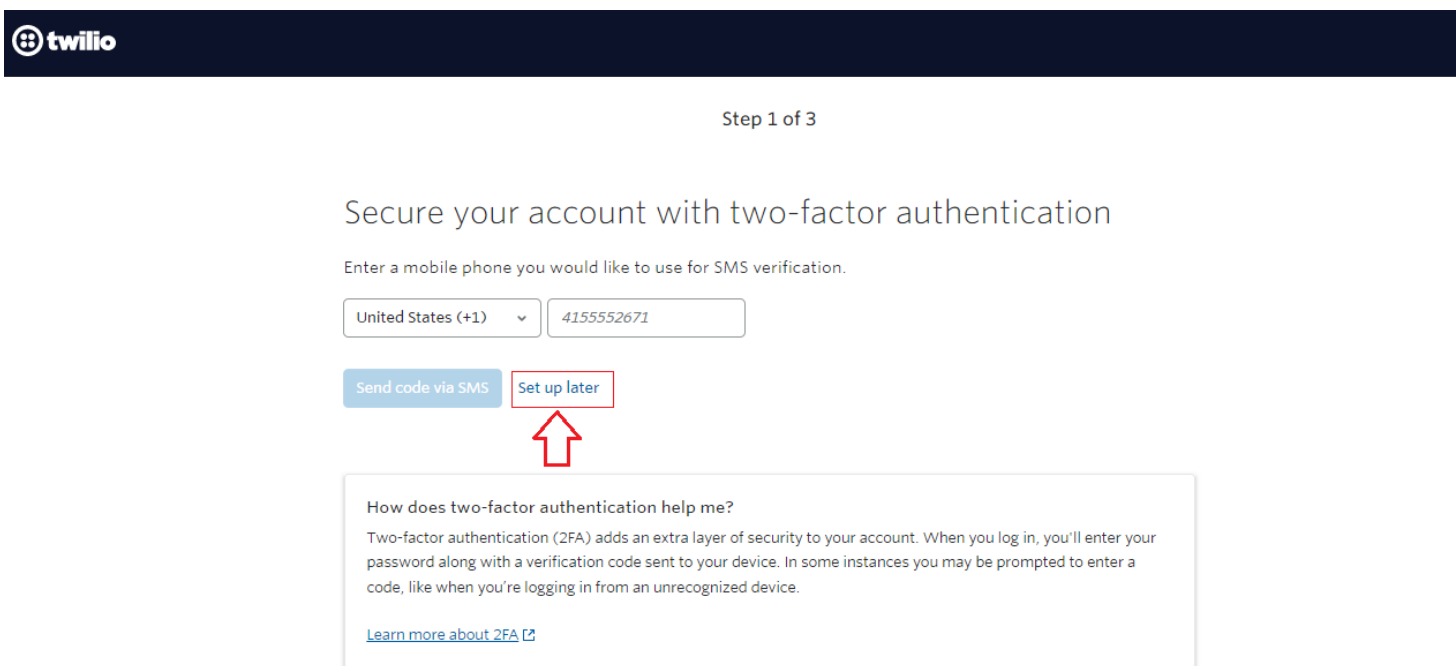 twilio
Step 1 of 3
Secure your account with two-factor authentication
Enter a mobile phone you would like to use for SMS verification.
United States (+1) 4155552671
Send code via SMS Set up later
How does two-factor authentication help me?
Two-factor authentication (2FA) adds an extra layer of security to your account. When you log in, you'll enter your
password along with a verification code sent to your device. In some instances you may be prompted to enter a
code, like when you’re logging in from an unrecognized device.
Learn more about 2FA